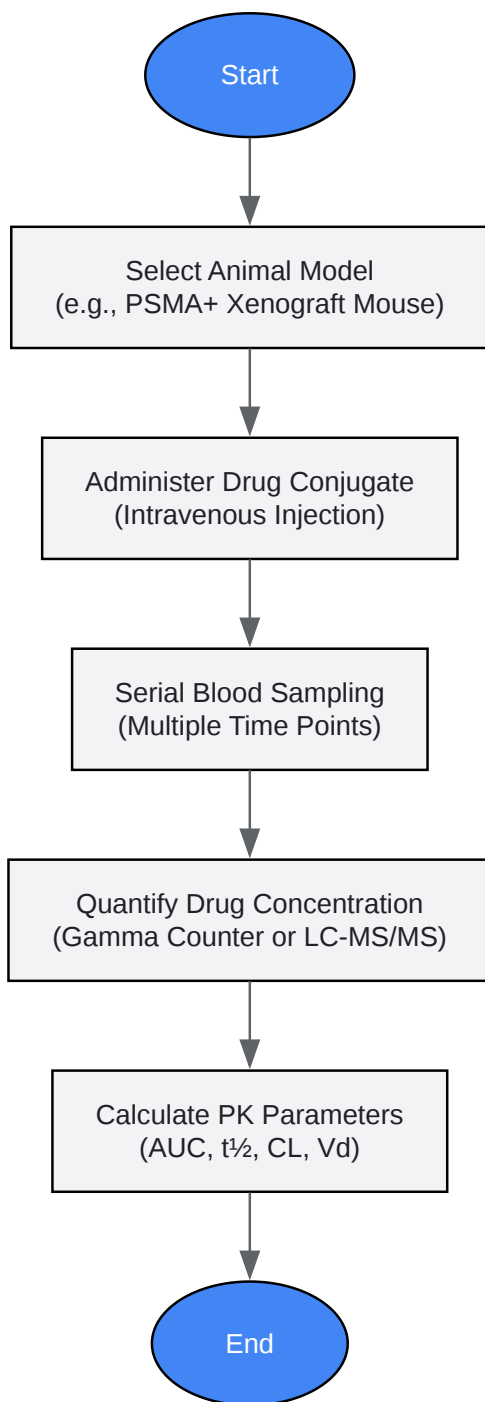 Start
Select Animal Model
(e.g., PSMA+ Xenograft Mouse)
Administer Drug Conjugate
(Intravenous Injection)
Serial Blood Sampling
(Multiple Time Points)
Quantify Drug Concentration
(Gamma Counter or LC-MS/MS)
Calculate PK Parameters
(AUC, t½, CL, Vd)
End